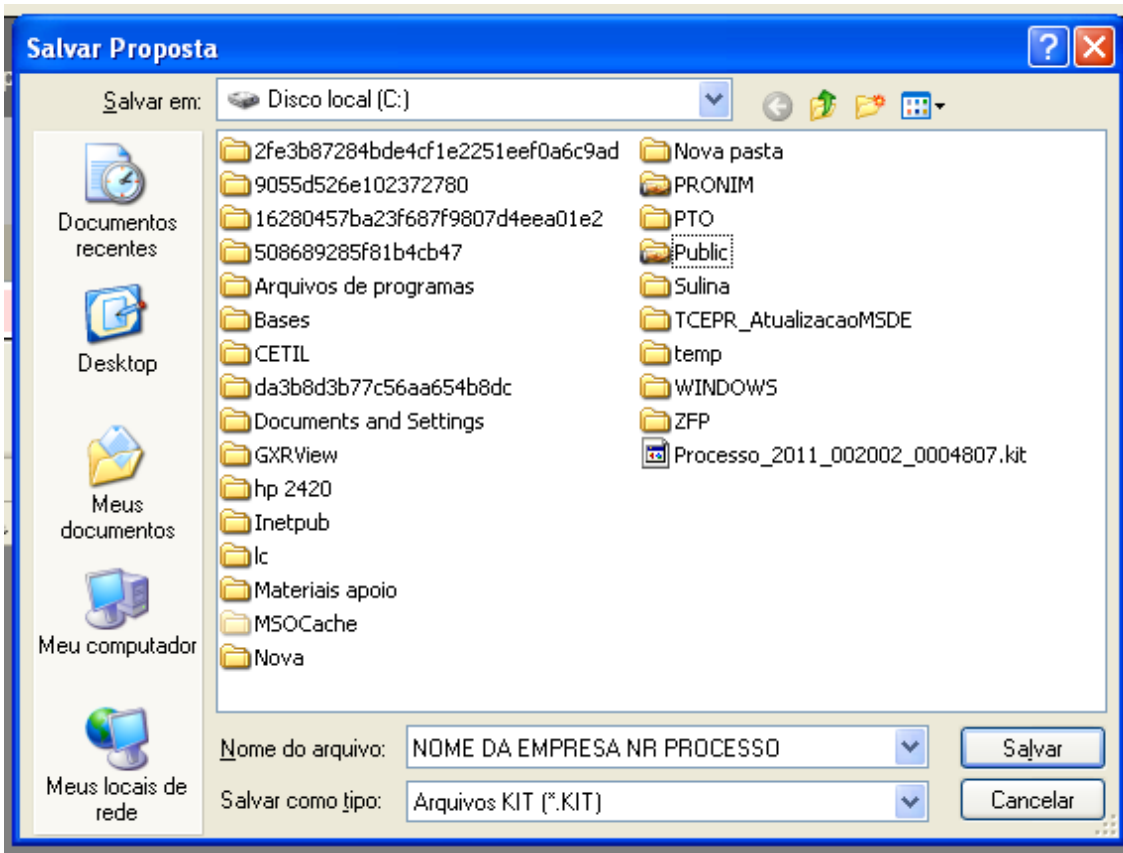 Salvar Proposta
Salvar em: Disco local (C:)
Documentos recentes
Desktop
Meus documentos
Meu computador
Meus locais de rede
2fe3b87284bde4cf1e2251eef0a6c9ad
9055d526e102372780
16280457ba23f687f9807d4eea01e2
508689285f81b4cb47
Arquivos de programas
Bases
CETIL
da3b8d3b77c56aa654b8dc
Documents and Settings
GXRView
hp 2420
Inetpub
lc
Materiais apoio
MSOCache
Nova
Nova pasta
PRONIM
PTO
Public
Sulina
TCEPR_AtualizacaoMSDE
temp
WINDOWS
ZFP
Processo_2011_002002_0004807.kit
Nome do arquivo: NOME DA EMPRESA NR PROCESSO Salvar
Salvar como tipo: Arquivos KIT (*.KIT) Cancelar